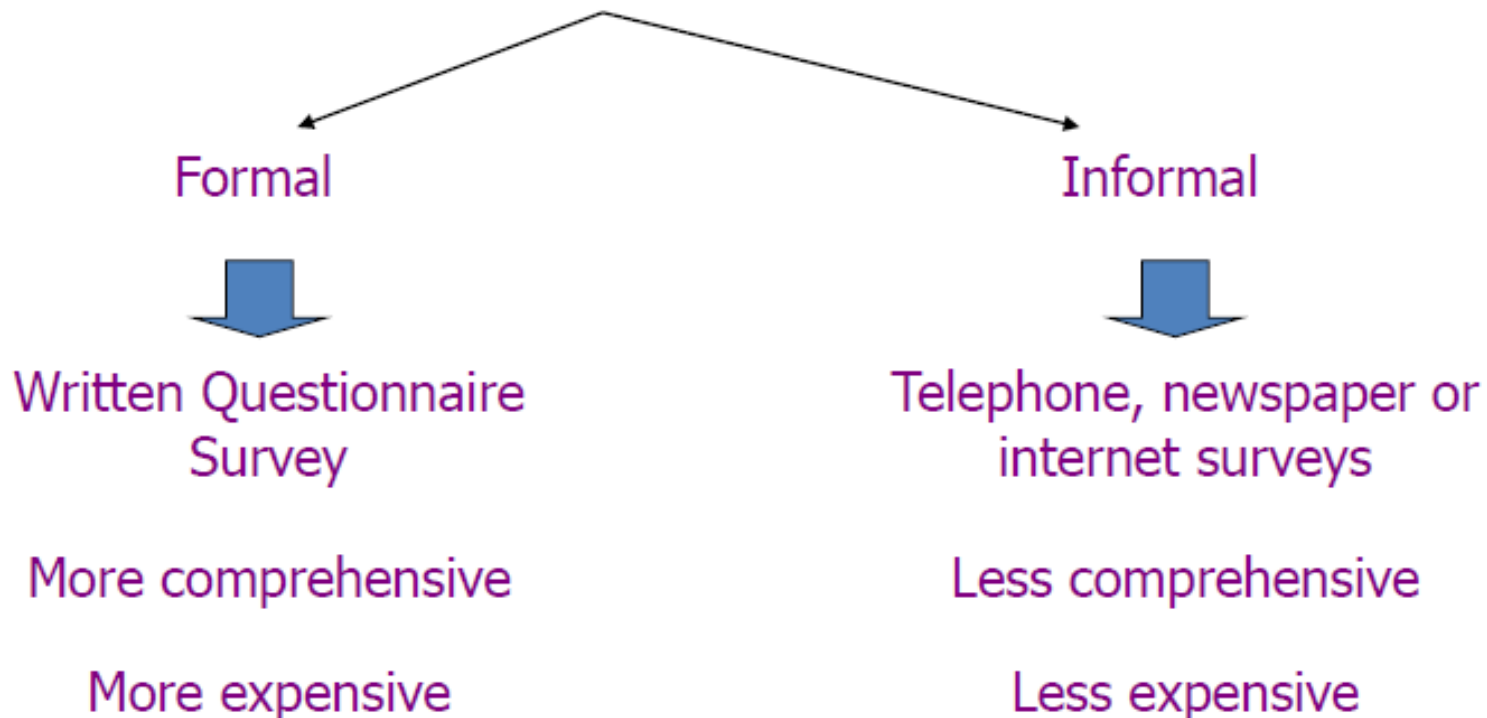 Formal
Informal
Written Questionnaire
Survey
Telephone, newspaper or
internet surveys
More comprehensive
Less comprehensive
More expensive
Less expensive